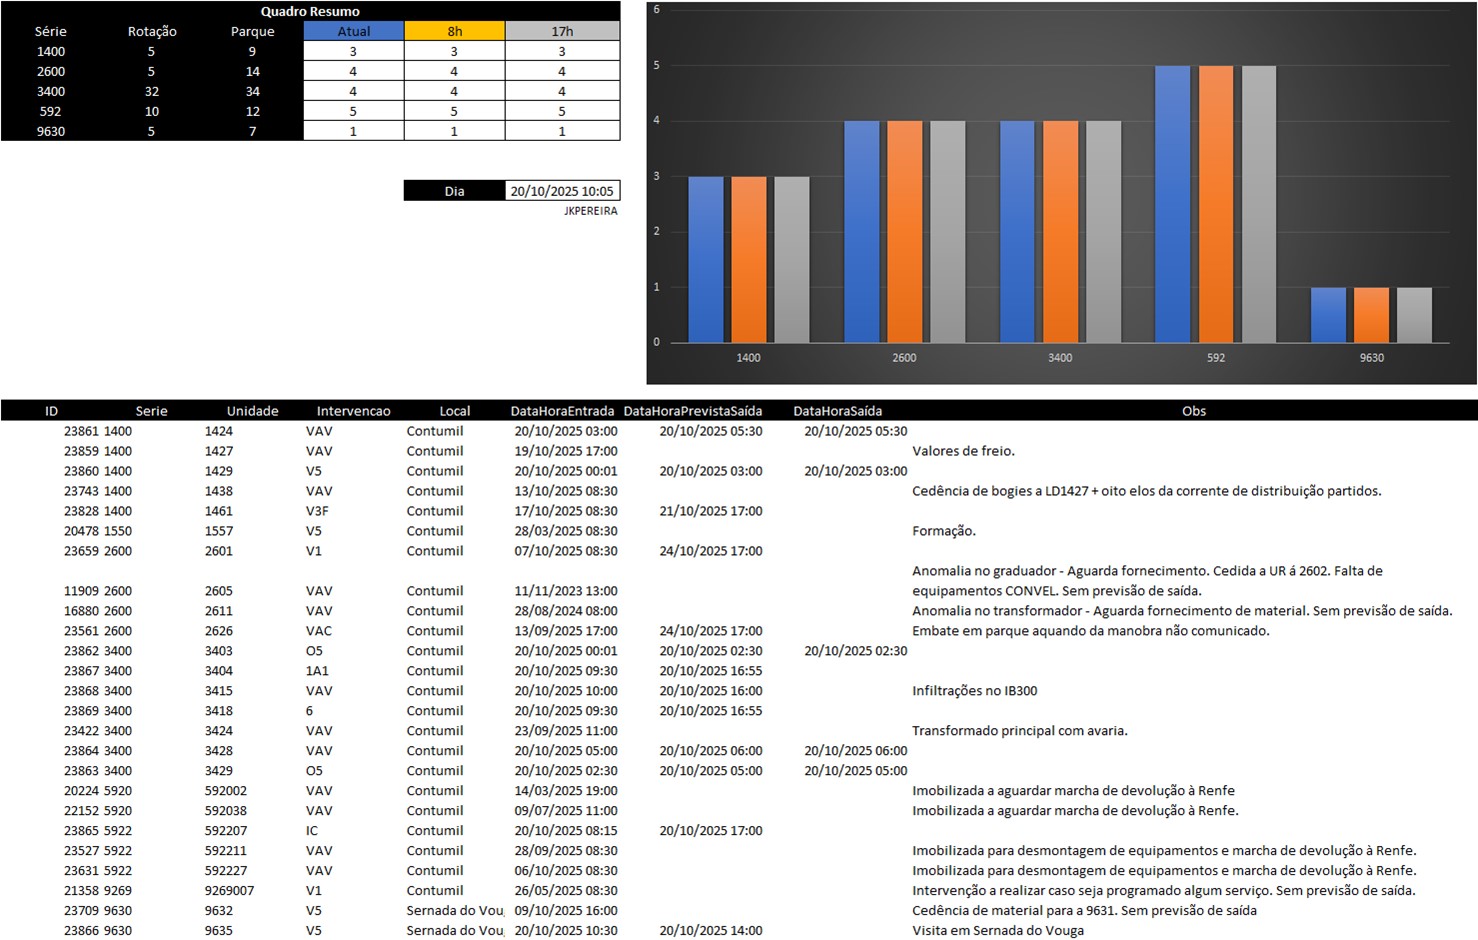 Quadro Resumo
Série Rotação Parque Atual 8h 17h
1400 5 9 3 3 3
2600 5 14 4 4 4
3400 32 34 4 4 4
592 10 12 5 5 5
9630 5 7 1 1 1
Dia 20/10/2025 10:05
JKPEREIRA
6
5
4
3
2
1
0
1400 2600 3400 592 9630
ID Serie Unidade Intervencao Local DataHoraEntrada DataHoraPrevistaSaída DataHoraSaída Obs
23861 1400 1424 VAV Contumil 20/10/2025 03:00 20/10/2025 05:30 20/10/2025 05:30
23859 1400 1427 VAV Contumil 19/10/2025 17:00 Valores de freio.
23860 1400 1429 V5 Contumil 20/10/2025 00:01 20/10/2025 03:00 20/10/2025 03:00
23743 1400 1438 VAV Contumil 13/10/2025 08:30 Cedência de bogies a LD1427 + oito elos da corrente de distribuição partidos.
23828 1400 1461 V3F Contumil 17/10/2025 08:30 21/10/2025 17:00
20478 1550 1557 V5 Contumil 28/03/2025 08:30 Formação.
23659 2600 2601 V1 Contumil 07/10/2025 08:30 24/10/2025 17:00
Anomalia no graduador - Aguarda fornecimento. Cedida a UR á 2602. Falta de
11909 2600 2605 VAV Contumil 11/11/2023 13:00 equipamentos CONVEL. Sem previsão de saída.
16880 2600 2611 VAV Contumil 28/08/2024 08:00 Anomalia no transformador - Aguarda fornecimento de material. Sem previsão de saída.
23561 2600 2626 VAC Contumil 13/09/2025 17:00 24/10/2025 17:00 Embate em parque aquando da manobra não comunicado.
23862 3400 3403 O5 Contumil 20/10/2025 00:01 20/10/2025 02:30 20/10/2025 02:30
23867 3400 3404 1A1 Contumil 20/10/2025 09:30 20/10/2025 16:55
23868 3400 3415 VAV Contumil 20/10/2025 10:00 20/10/2025 16:00 Infiltrações no IB300
23869 3400 3418 6 Contumil 20/10/2025 09:30 20/10/2025 16:55
23422 3400 3424 VAV Contumil 23/09/2025 11:00 Transformado principal com avaria.
23864 3400 3428 VAV Contumil 20/10/2025 05:00 20/10/2025 06:00 20/10/2025 06:00
23863 3400 3429 O5 Contumil 20/10/2025 02:30 20/10/2025 05:00 20/10/2025 05:00
20224 5920 592002 VAV Contumil 14/03/2025 19:00 Imobilizada a aguardar marcha de devolução à Renfe
22152 5920 592038 VAV Contumil 09/07/2025 11:00 Imobilizada a aguardar marcha de devolução à Renfe.
23865 5922 592207 IC Contumil 20/10/2025 08:15 20/10/2025 17:00
23527 5922 592211 VAV Contumil 28/09/2025 08:30 Imobilizada para desmontagem de equipamentos e marcha de devolução à Renfe.
23631 5922 592227 VAV Contumil 06/10/2025 08:30 Imobilizada para desmontagem de equipamentos e marcha de devolução à Renfe.
21358 9269 9269007 V1 Contumil 26/05/2025 08:30 Intervenção a realizar caso seja programado algum serviço. Sem previsão de saída.
23709 9630 9632 V5 Sernada do Voug 09/10/2025 16:00 Cedência de material para a 9631. Sem previsão de saída
23866 9630 9635 V5 Sernada do Voug 20/10/2025 10:30 20/10/2025 14:00 Visita em Sernada do Vouga